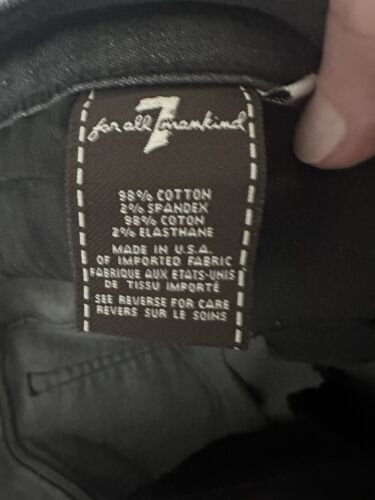 7
for all mankind
98% COTTON
2% SPANDEX
98% COTON
2% ELASTHANE
MADE IN U.S.A.
OF IMPORTED FABRIC
FABRIQUE AUX ETATS-UNIS
DE TISSU IMPORTÉ
SEE REVERSE FOR CARE
REVERS SUR LE SOINS